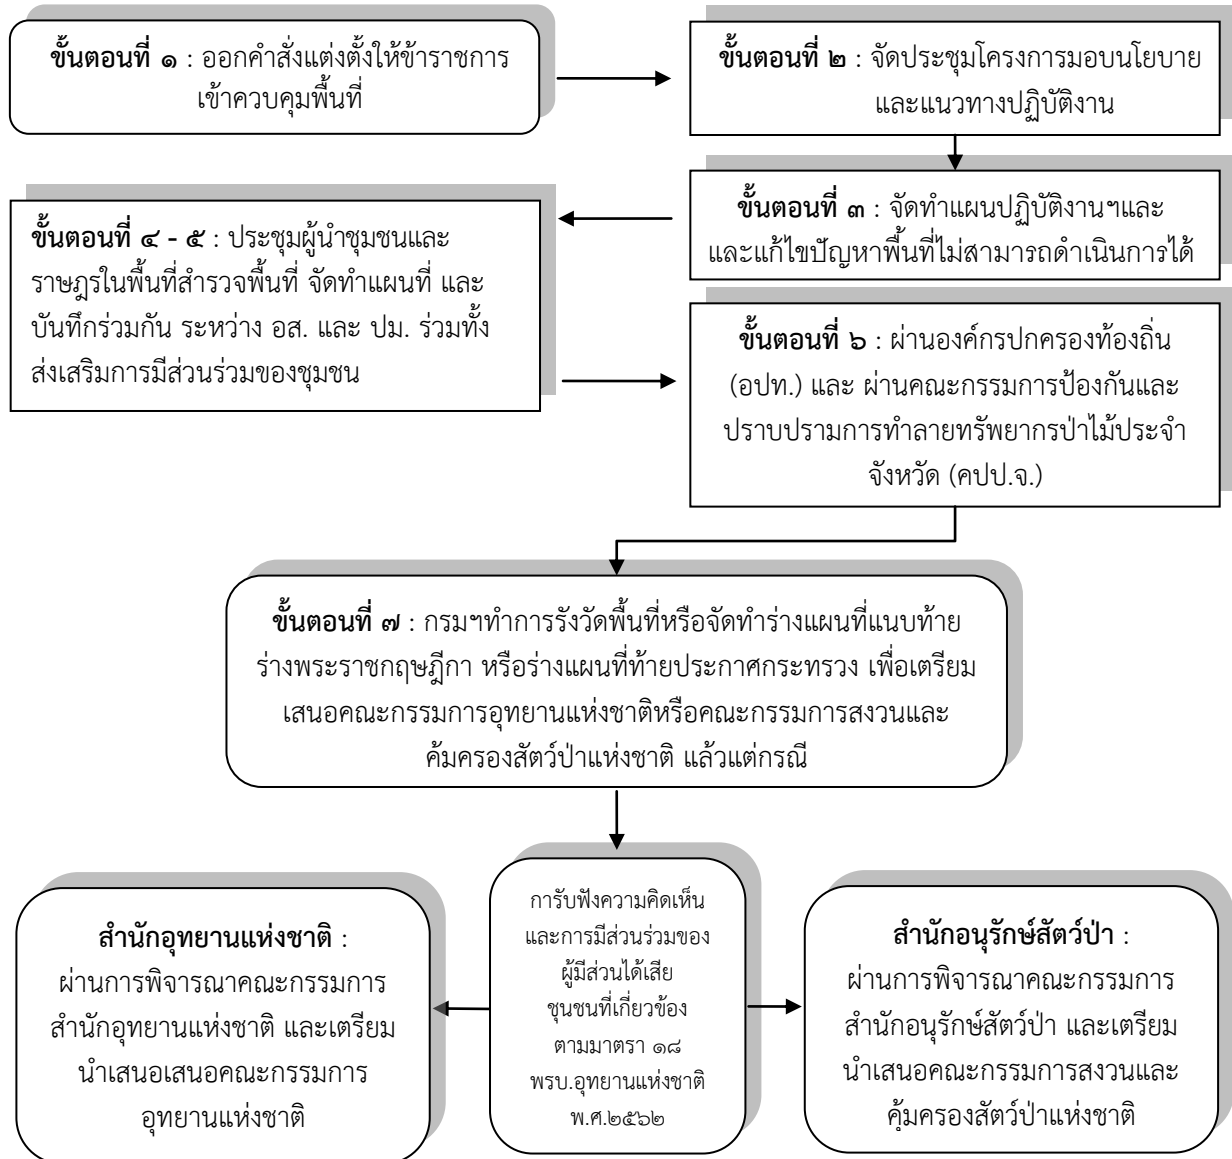 ขั้นตอนที่ ๑ : ออกคำสั่งแต่งตั้งให้ข้าราชการ
เข้าควบคุมพื้นที่
ขั้นตอนที่ ๒ : จัดประชุมโครงการมอบนโยบาย
และแนวทางปฏิบัติงาน
ขั้นตอนที่ ๓ : จัดทำแผนปฏิบัติงานฯและ
และแก้ไขปัญหาพื้นที่ไม่สามารถดำเนินการได้
ขั้นตอนที่ ๔ - ๕ : ประชุมผู้นำชุมชนและ
ราษฎรในพื้นที่สำรวจพื้นที่ จัดทำแผนที่ และ
บันทึกร่วมกัน ระหว่าง อส. และ ปม. ร่วมทั้ง
ส่งเสริมการมีส่วนร่วมของชุมชน
ขั้นตอนที่ ๖ : ผ่านองค์กรปกครองท้องถิ่น
(อปท.) และ ผ่านคณะกรรมการป้องกันและ
ปราบปรามการทำลายทรัพยากรป่าไม้ประจำ
จังหวัด (คปป.จ.)
ขั้นตอนที่ ๗ : กรมฯทำการรังวัดพื้นที่หรือจัดทำร่างแผนที่แนบท้าย
ร่างพระราชกฤษฎีกา หรือร่างแผนที่ท้ายประกาศกระทรวง เพื่อเตรียม
เสนอคณะกรรมการอุทยานแห่งชาติหรือคณะกรรมการสงวนและ
ค้มครองสัตว์ป่าแห่งชาติ แล้วแต่กรณี
สำนักอุทยานแห่งชาติ :
ผ่านการพิจารณาคณะกรรมการ
สำนักอุทยานแห่งชาติ และเตรียม
นำเสนอเสนอคณะกรรมการ
อุทยานแห่งชาติ
การับฟังความคิดเห็น
และการมีส่วนร่วมของ
ผู้มีส่วนได้เสีย
ชุนชนที่เกี่ยวข้อง
ตามมาตรา ๑๘
พรบ.อุทยานแห่งชาติ
พ.ศ.๒๕๖๒
สำนักอนุรักษ์สัตว์ป่า :
ผ่านการพิจารณาคณะกรรมการ
สำนักอนุรักษ์สัตว์ป่า และเตรียม
นำเสนอคณะกรรมการสงวนและ
คุ้มครองสัตว์ป่าแห่งชาติ